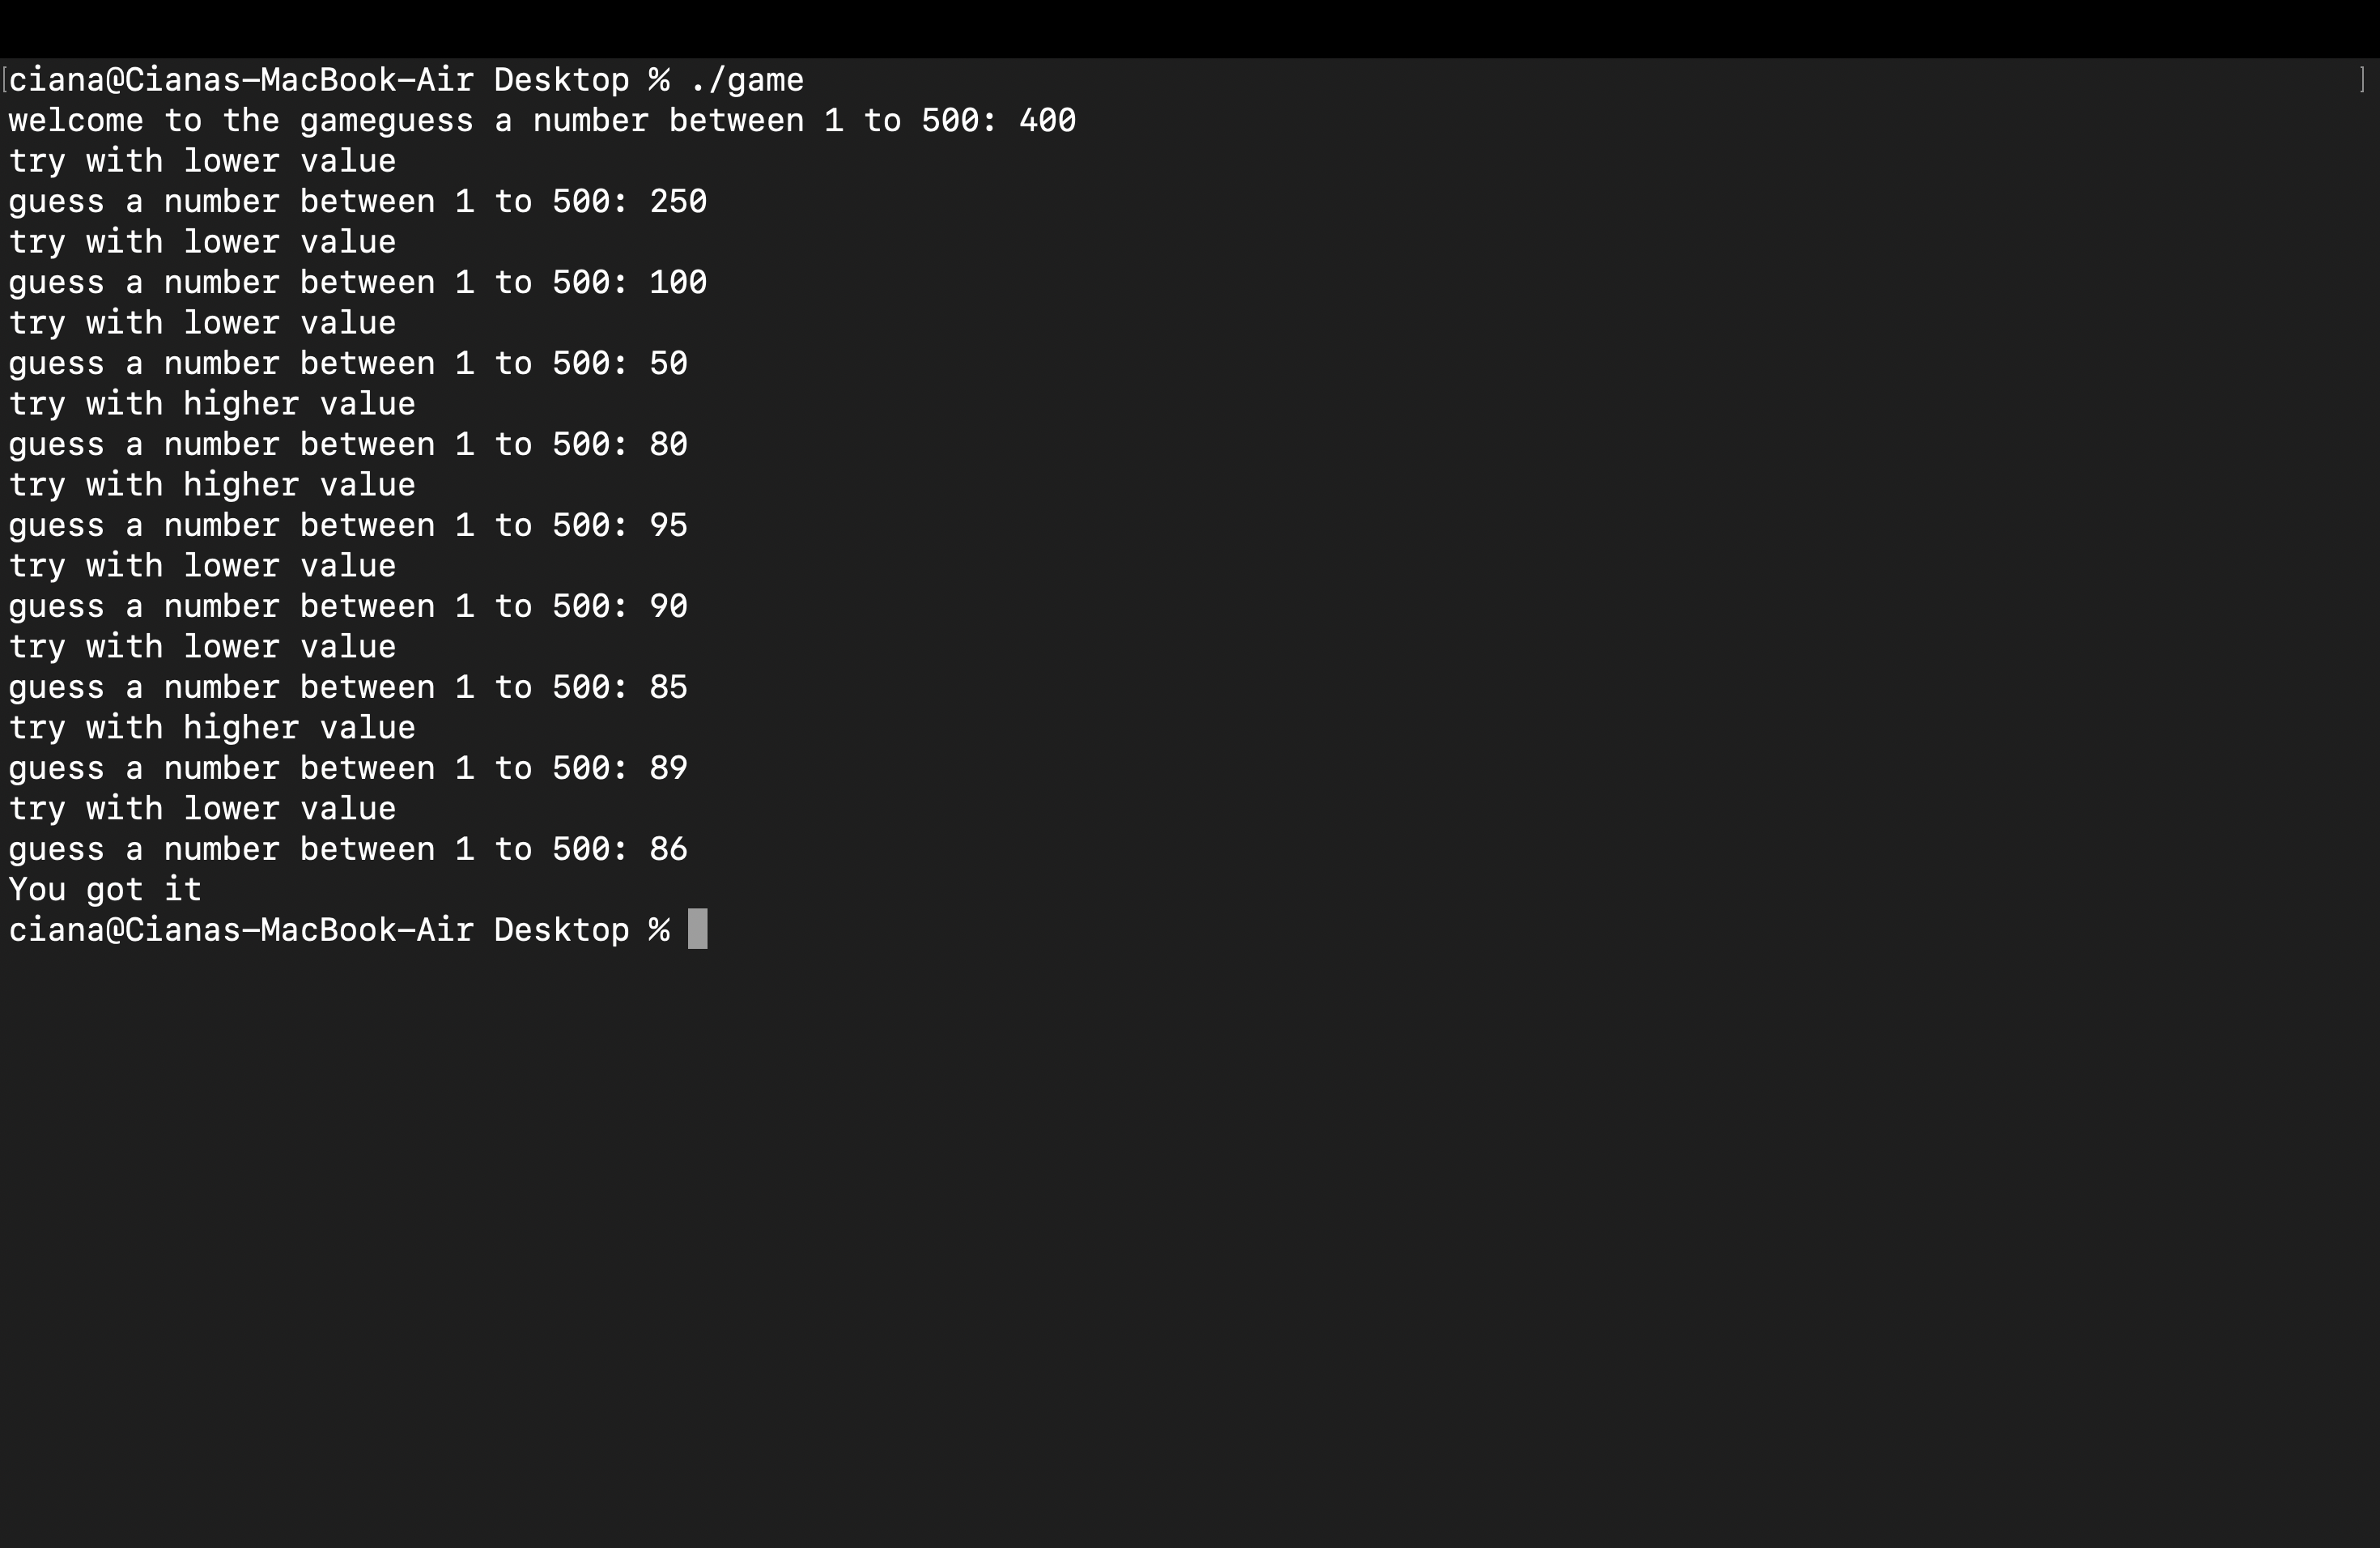 [ciana@Cianas-MacBook-Air Desktop % ./game ]
welcome to the gameguess a number between 1 to 500: 400
try with lower value
guess a number between 1 to 500: 250
try with lower value
guess a number between 1 to 500: 100
try with lower value
guess a number between 1 to 500: 50
try with higher value
guess a number between 1 to 500: 80
try with higher value
guess a number between 1 to 500: 95
try with lower value
guess a number between 1 to 500: 90
try with lower value
guess a number between 1 to 500: 85
try with higher value
guess a number between 1 to 500: 89
try with lower value
guess a number between 1 to 500: 86
You got it
ciana@Cianas-MacBook-Air Desktop %